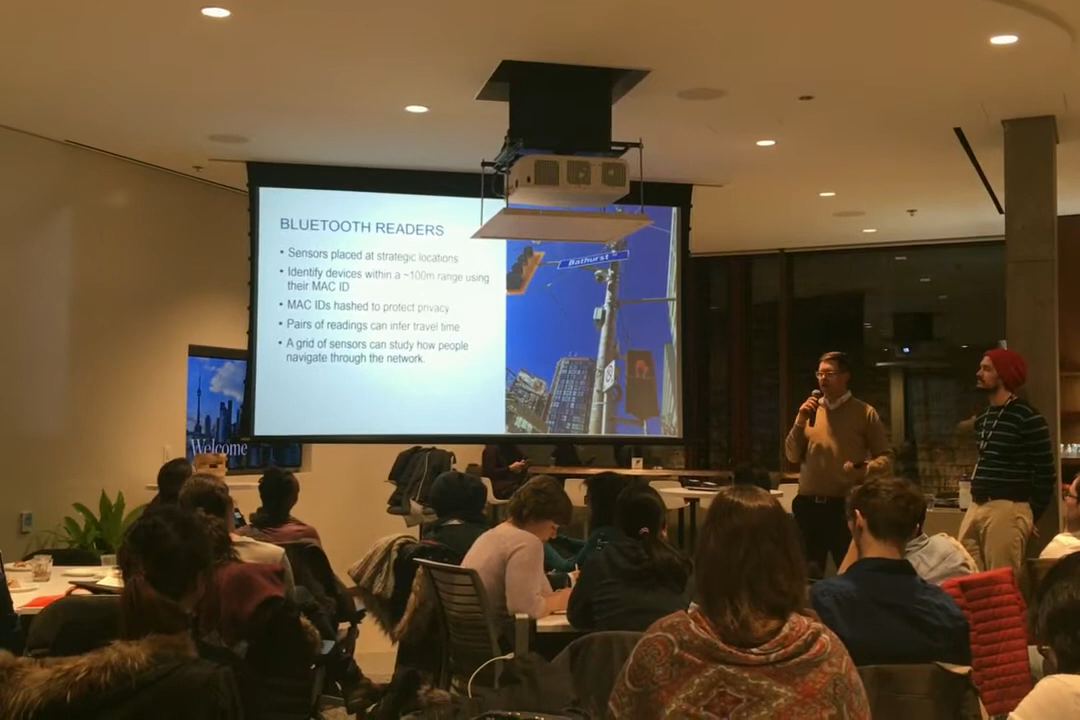 BLUETOOTH READERS
• Sensors placed at strategic locations
• Identify devices within a ~100m range using
their MAC ID
• MAC IDs hashed to protect privacy
• Pairs of readings can infer travel time
• A grid of sensors can study how people
navigate through the network.
Bathurst
Welcome